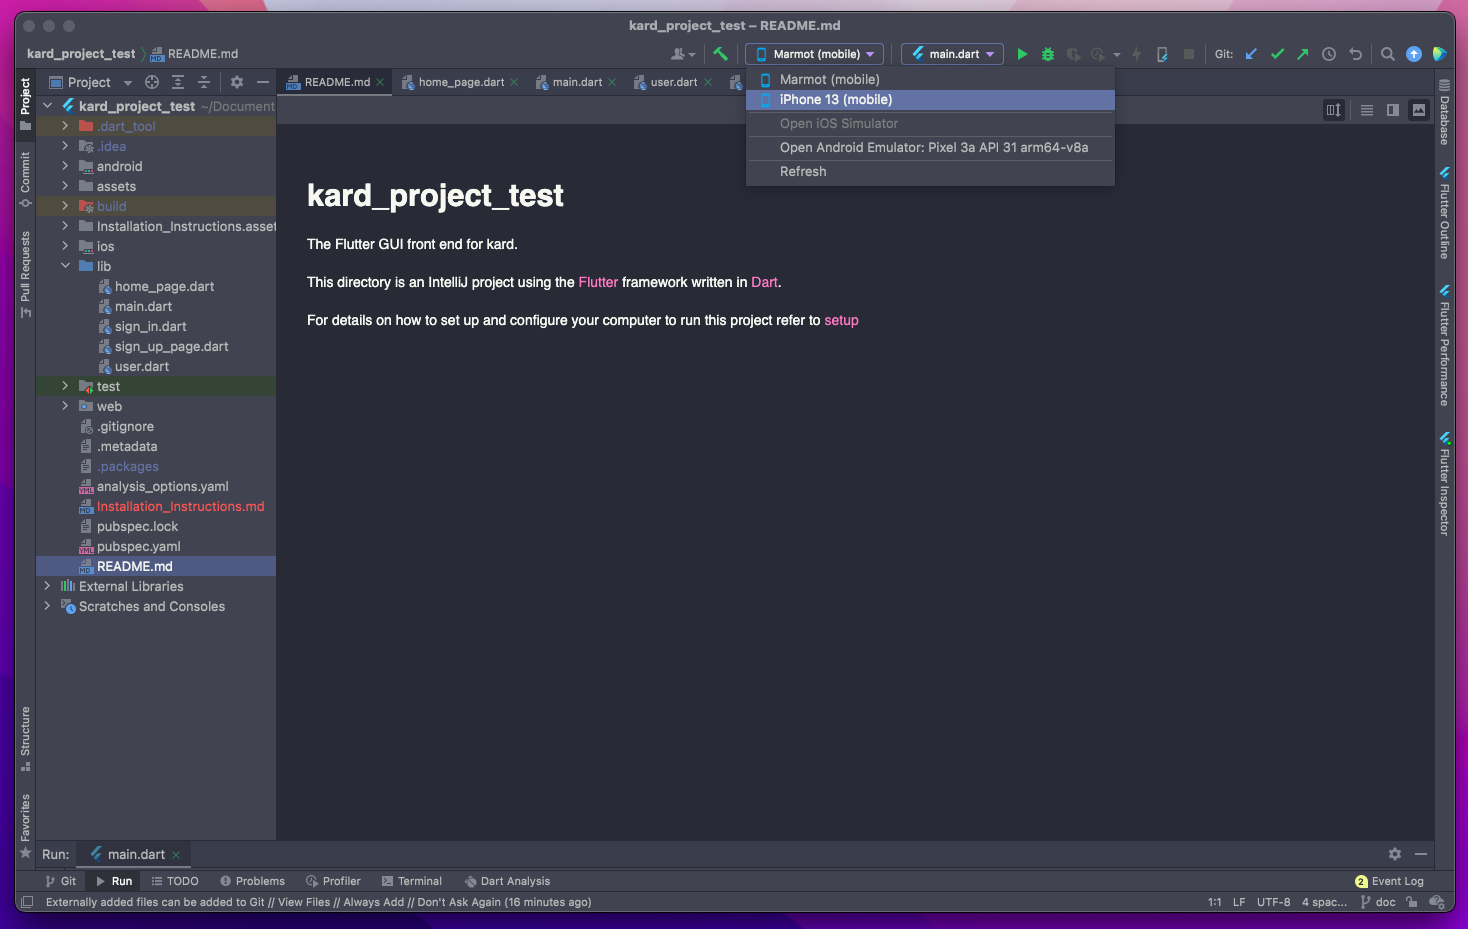 kard_project_test – README.md
kard_project_test
README.md
Marmot (mobile)
main.dart
Git:
Project
README.md
home_page.dart
main.dart
user.dart
Marmot (mobile)
iPhone 13 (mobile)
Open iOS Simulator
Open Android Emulator: Pixel 3a API 31 arm64-v8a
Refresh
Project
Commit
Pull Requests
Structure
Favorites
kard_project_test ~/Document
.dart_tool
.idea
android
assets
build
Installation_Instructions.asset
ios
lib
home_page.dart
main.dart
sign_in.dart
sign_up_page.dart
user.dart
test
web
.gitignore
.metadata
.packages
analysis_options.yaml
Installation_Instructions.md
pubspec.lock
pubspec.yaml
README.md
External Libraries
Scratches and Consoles
kard_project_test
The Flutter GUI front end for kard.
This directory is an IntelliJ project using the Flutter framework written in Dart.
For details on how to set up and configure your computer to run this project refer to setup
Database
Flutter Outline
Flutter Performance
Flutter Inspector
Run:
main.dart
Git
Run
TODO
Problems
Profiler
Terminal
Dart Analysis
2 Event Log
Externally added files can be added to Git // View Files // Always Add // Don't Ask Again (16 minutes ago)
1:1
LF
UTF-8
4 spac...
doc